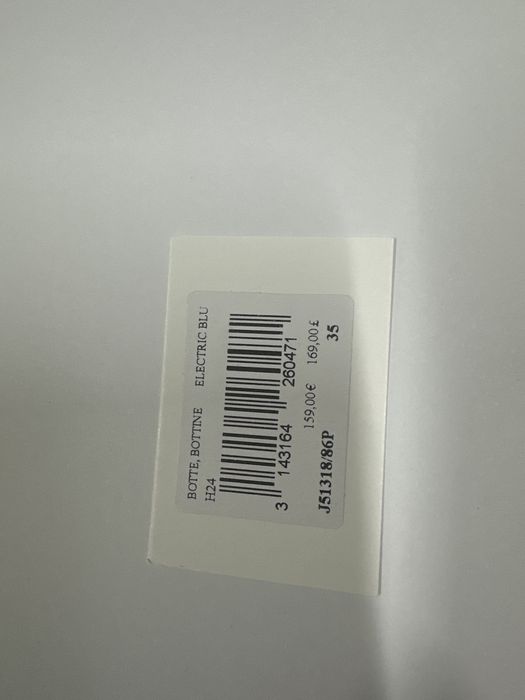 BOTTE, BOTTINE ELECTRIC BLU
H24
3 143164 260471
159,00 € 169,00 £
J51318/86P 35